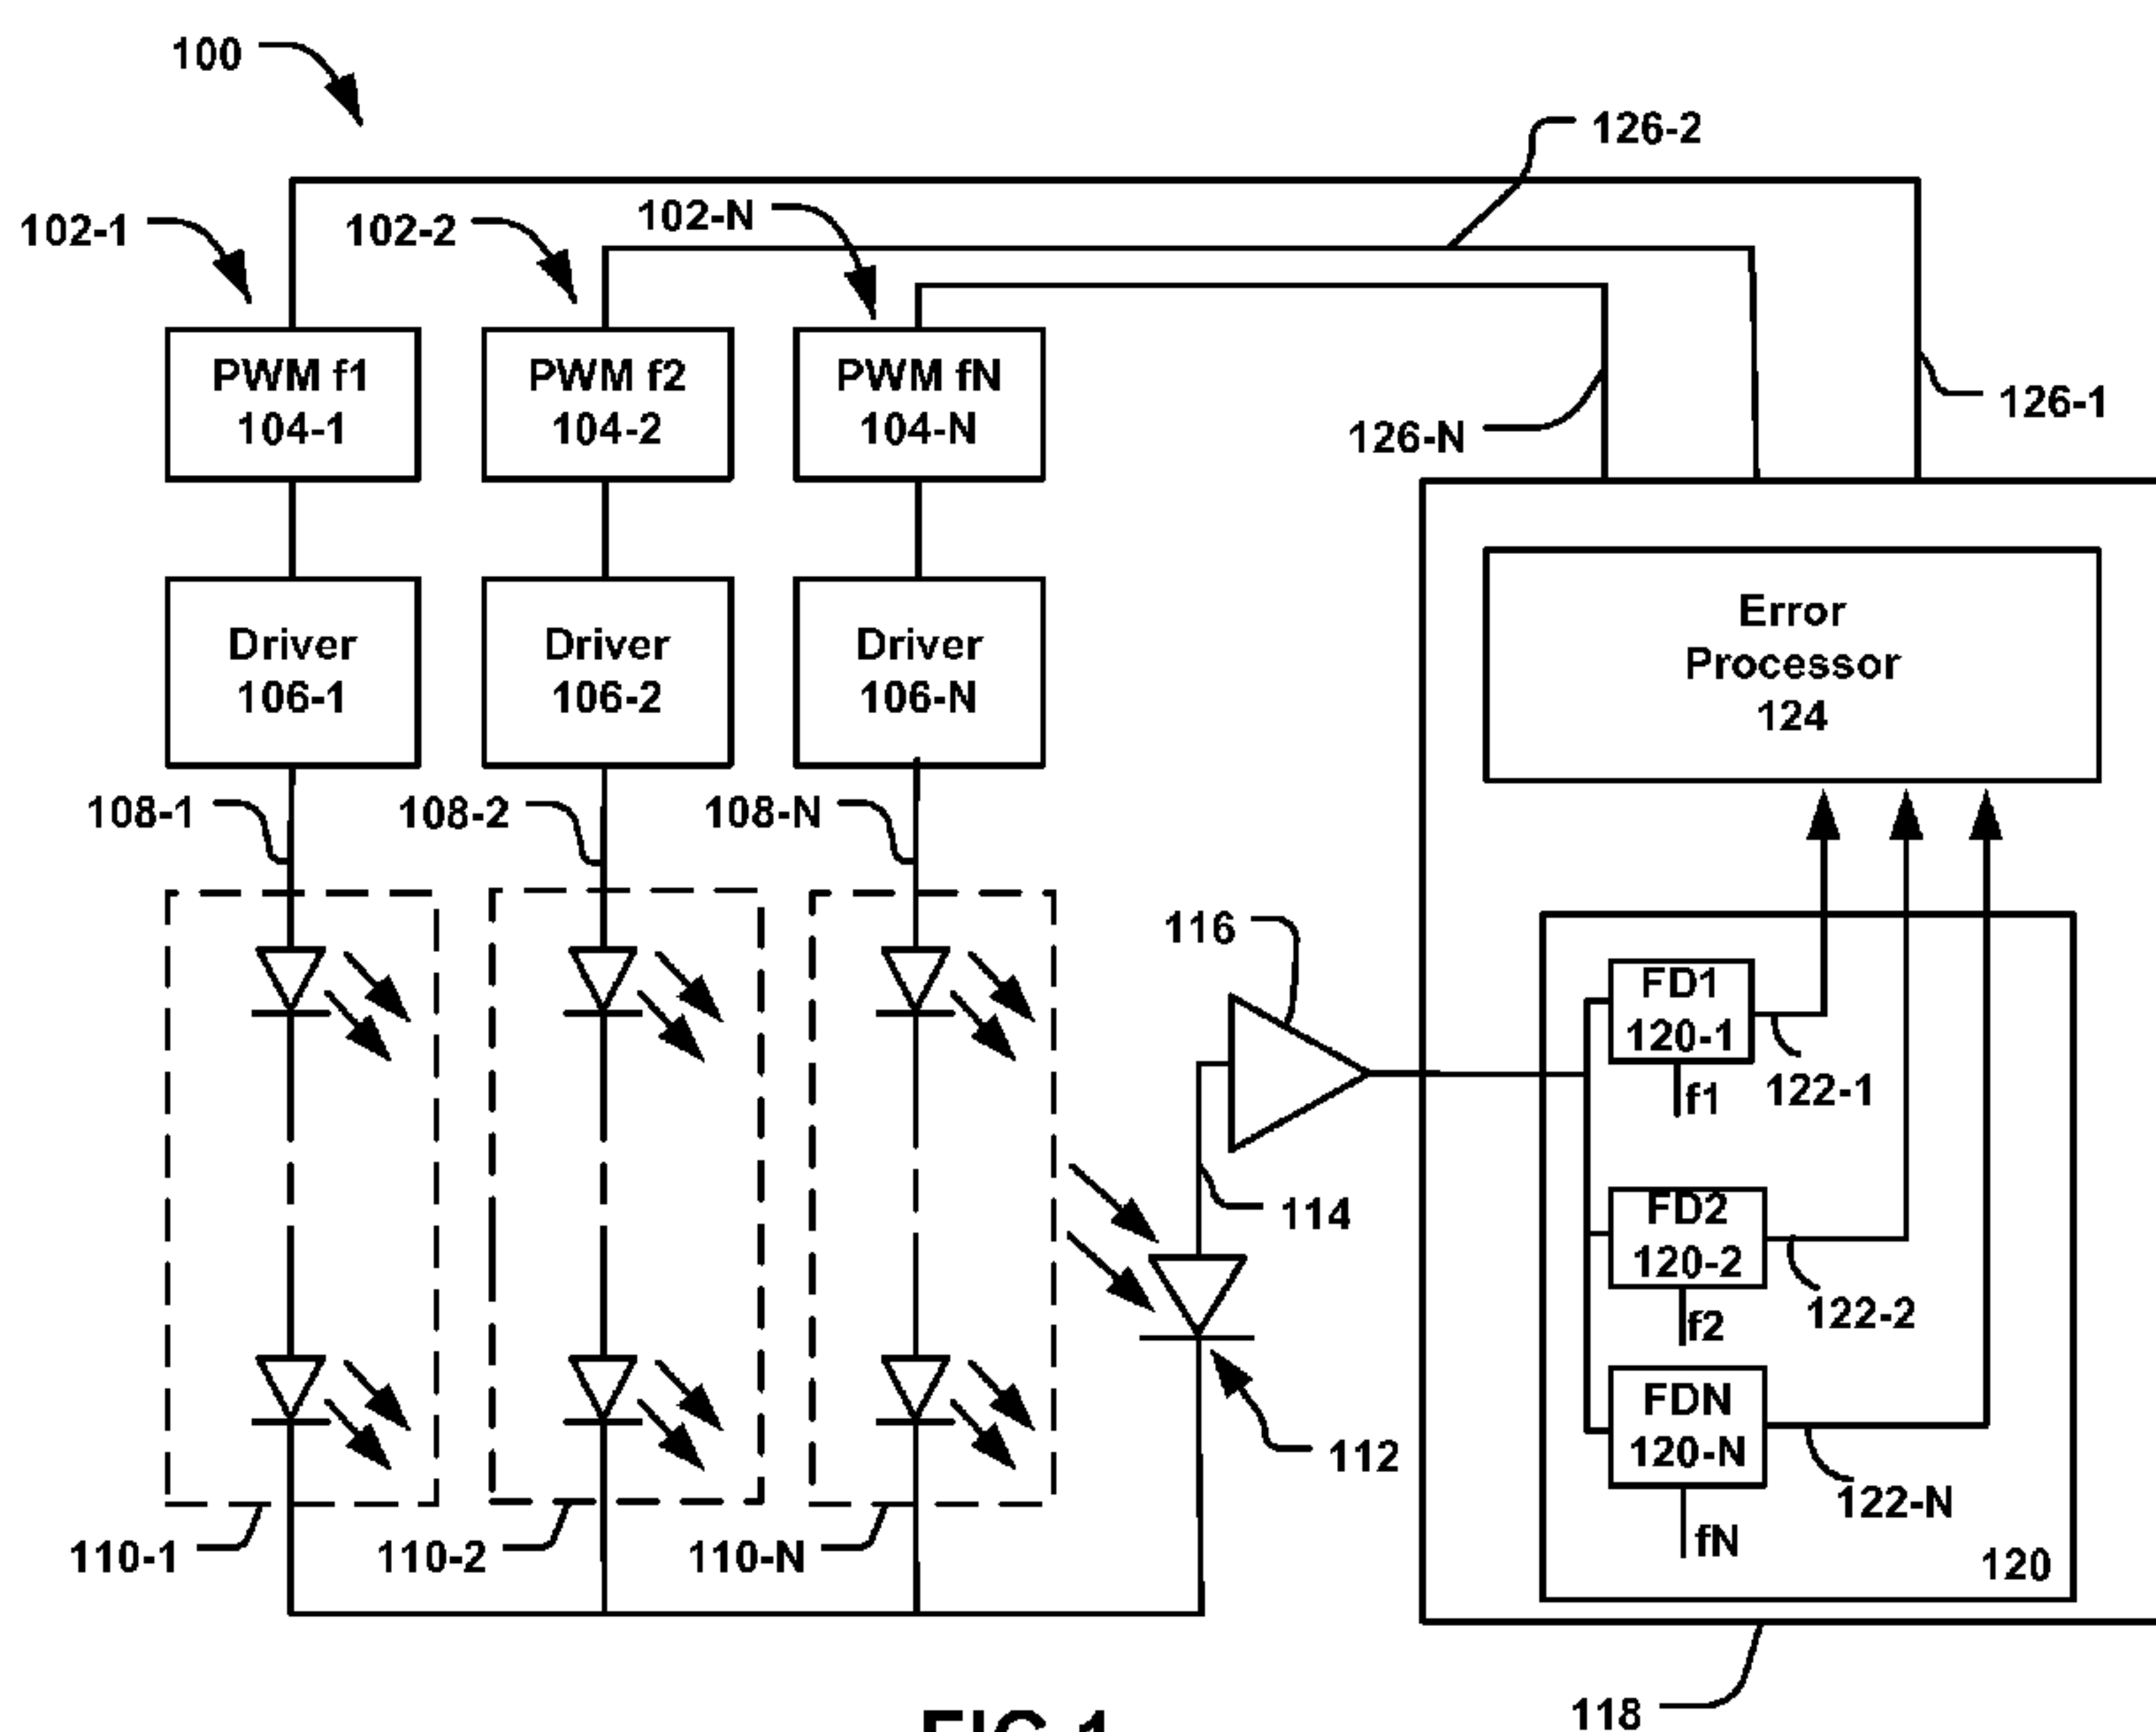 100
126-2
102-1
102-2
102-N
PWM f1
104-1
PWM f2
104-2
PWM fN
104-N
126-N
126-1
Driver
106-1
Driver
106-2
Driver
106-N
Error
Processor
124
108-1
108-2
108-N
116
FD1
120-1
f1
122-1
114
FD2
120-2
f2
122-2
FDN
120-N
fN
122-N
112
110-1
110-2
110-N
120
118
FIG.1